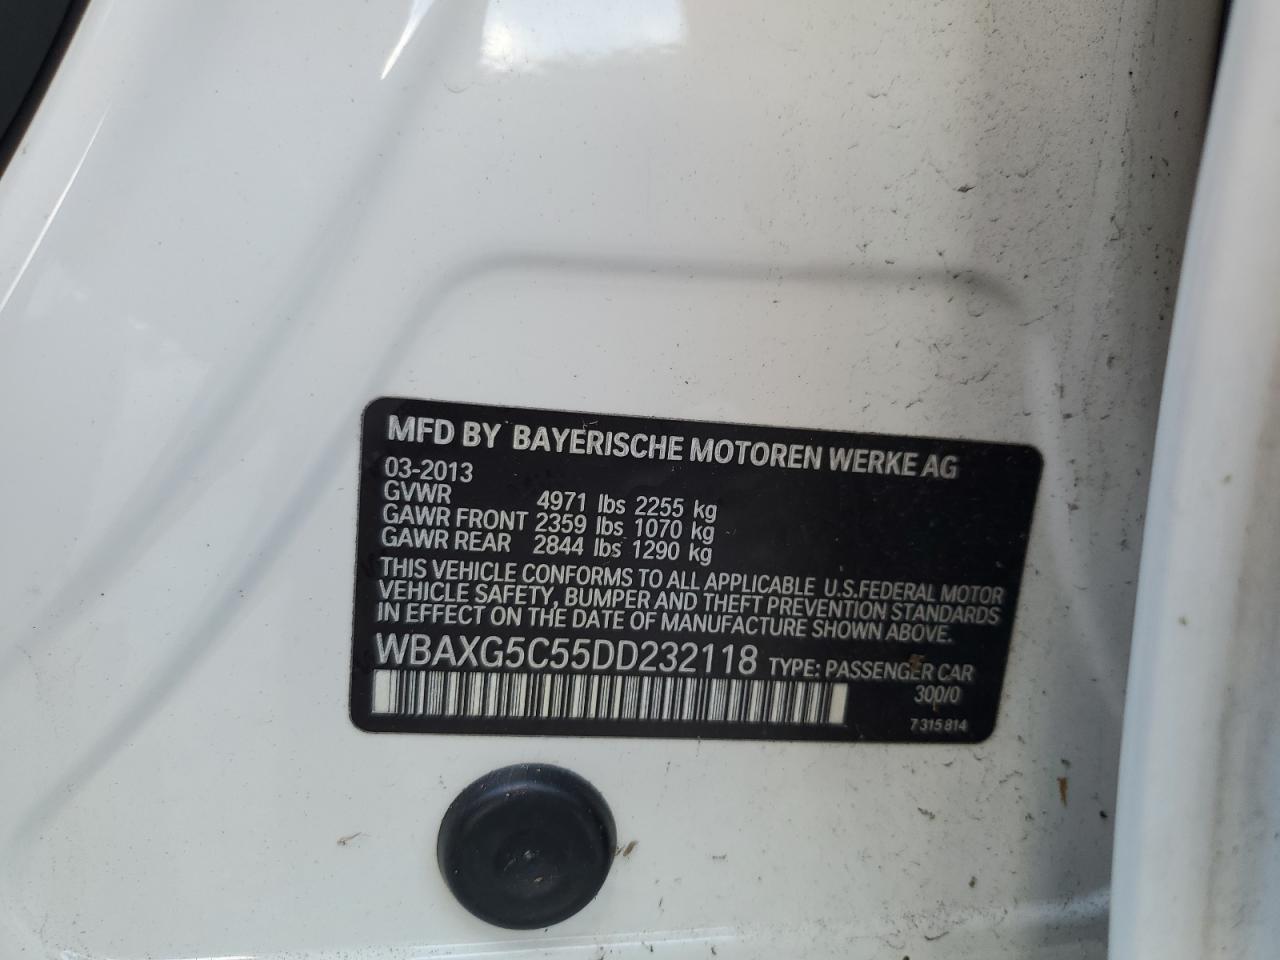 MFD BY BAYERISCHE MOTOREN WERKE AG
03-2013
GVWR 4971 lbs 2255 kg
GAWR FRONT 2359 lbs 1070 kg
GAWR REAR 2844 lbs 1290 kg
THIS VEHICLE CONFORMS TO ALL APPLICABLE U.S.FEDERAL MOTOR
VEHICLE SAFETY, BUMPER AND THEFT PREVENTION STANDARDS
IN EFFECT ON THE DATE OF MANUFACTURE SHOWN ABOVE.
WBAXG5C55DD232118 TYPE: PASSENGER CAR
300/0
7 315 814